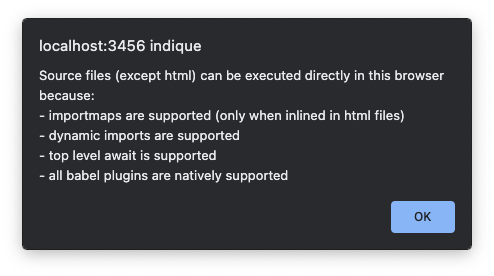 localhost:3456 indique
Source files (except html) can be executed directly in this browser
because:
- importmaps are supported (only when inlined in html files)
- dynamic imports are supported
- top level await is supported
- all babel plugins are natively supported
OK